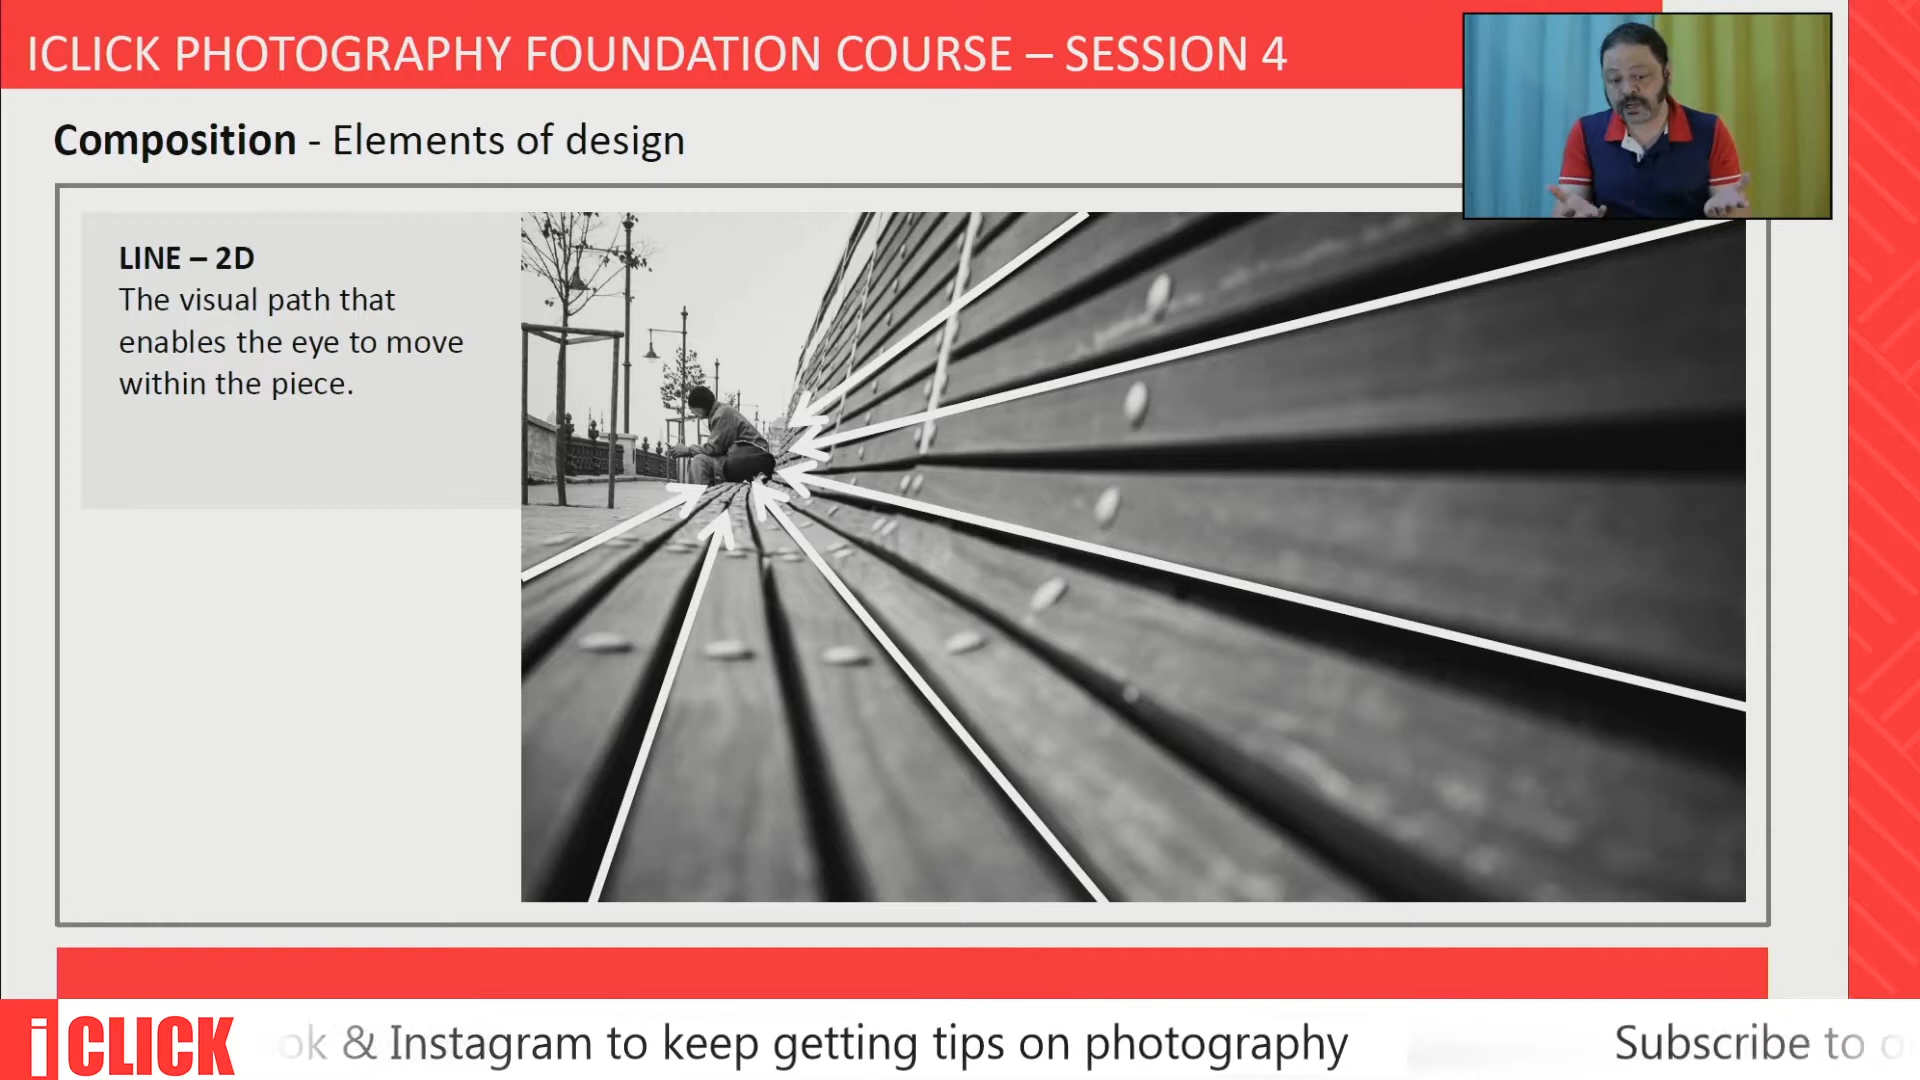 ICLICK PHOTOGRAPHY FOUNDATION COURSE – SESSION 4
Composition - Elements of design
LINE – 2D
The visual path that
enables the eye to move
within the piece.
iCLICK
ok & Instagram to keep getting tips on photography
Subscribe to